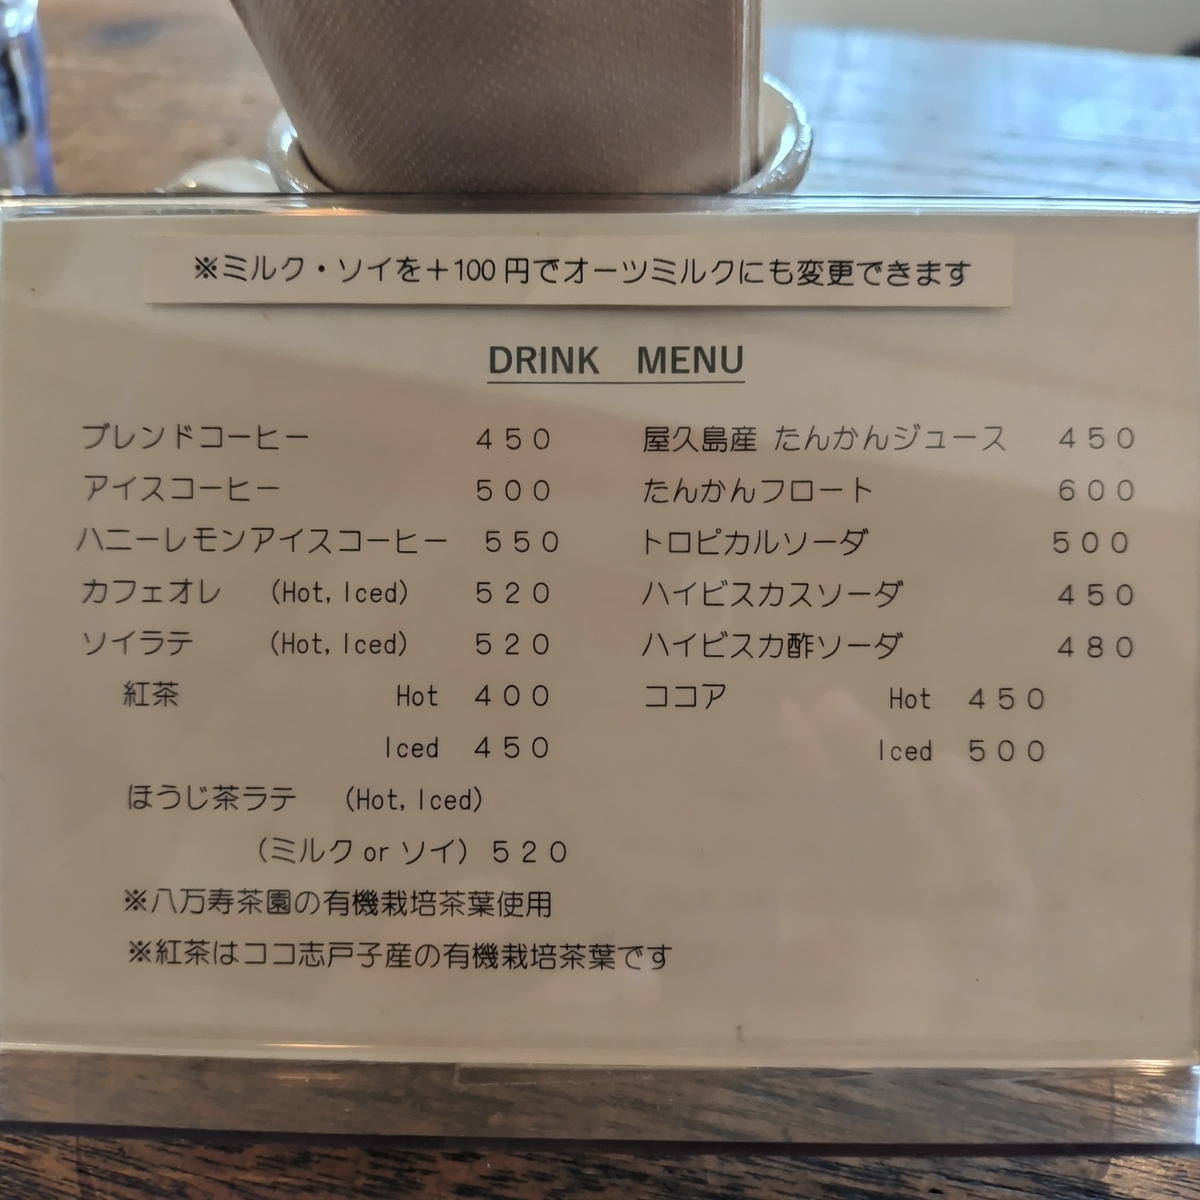 ※ミルク・ソイを＋100円でオーツミルクにも変更できます
DRINK MENU
ブレンドコーヒー 450
アイスコーヒー 500
ハニーレモンアイスコーヒー 550
カフェオレ (Hot, Iced) 520
ソイラテ (Hot, Iced) 520
紅茶 Hot 400
Iced 450
ほうじ茶ラテ (Hot, Iced)
(ミルク or ソイ) 520
※八万寿茶園の有機栽培茶葉使用
※紅茶はココ志戸子産の有機栽培茶葉です
屋久島産 たんかんジュース 450
たんかんフロート 600
トロピカルソーダ 500
ハイビスカスソーダ 450
ハイビスカ酢ソーダ 480
ココア Hot 450
Iced 500